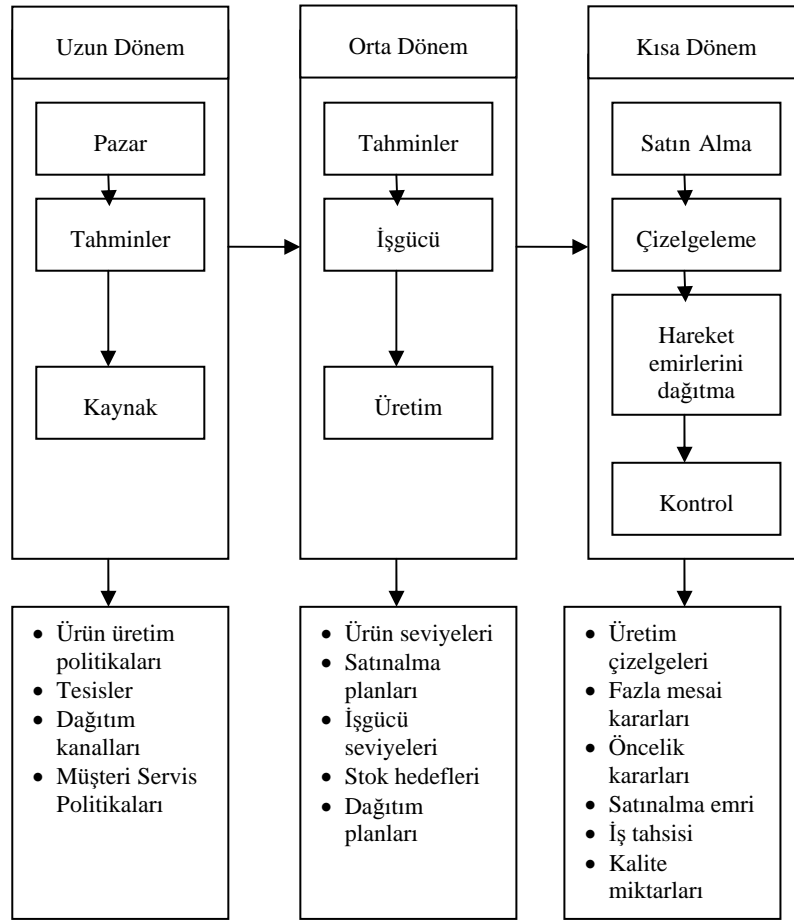 Uzun Dönem
Pazar
Tahminler
Kaynak
Orta Dönem
Tahminler
İşgücü
Üretim
Kısa Dönem
Satın Alma
Çizelgeleme
Hareket
emirlerini
dağıtma
Kontrol
• Ürün üretim
politikaları
• Tesisler
• Dağıtım
kanalları
• Müşteri Servis
Politikaları
• Ürün seviyeleri
• Satınalma
planları
• İşgücü
seviyeleri
• Stok hedefleri
• Dağıtım
planları
• Üretim
çizelgeleri
• Fazla mesai
kararları
• Öncelik
kararları
• Satınalma emri
• İş tahsisi
• Kalite
miktarları